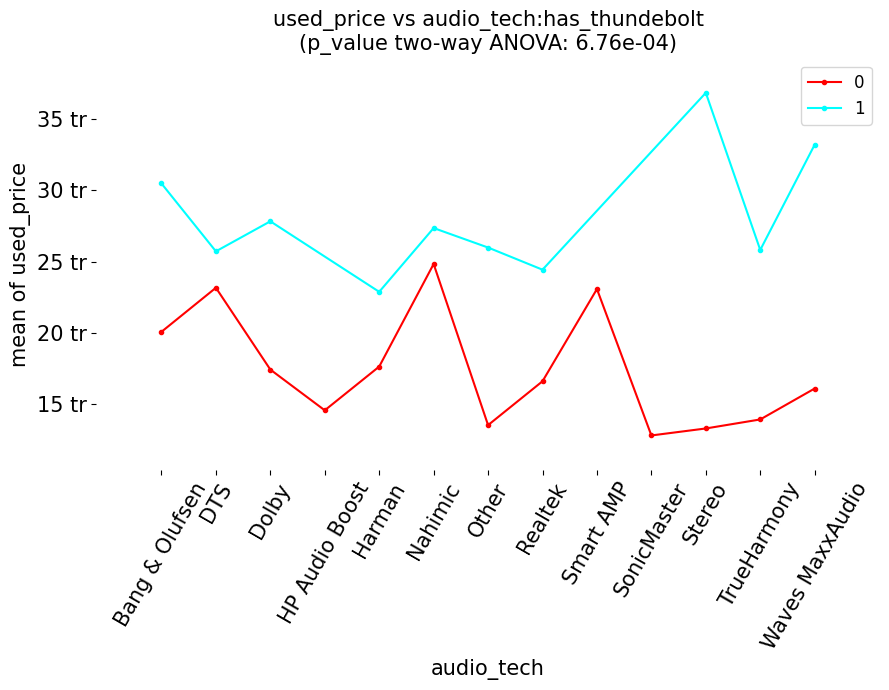 used_price vs audio_tech:has_thundebolt
(p_value two-way ANOVA: 6.76e-04)
0
1
35 tr
30 tr
25 tr
20 tr
15 tr
mean of used_price
Bang & Olufsen
DTS
Dolby
HP Audio Boost
Harman
Nahimic
Other
Realtek
Smart AMP
SonicMaster
Stereo
TrueHarmony
Waves MaxxAudio
audio_tech